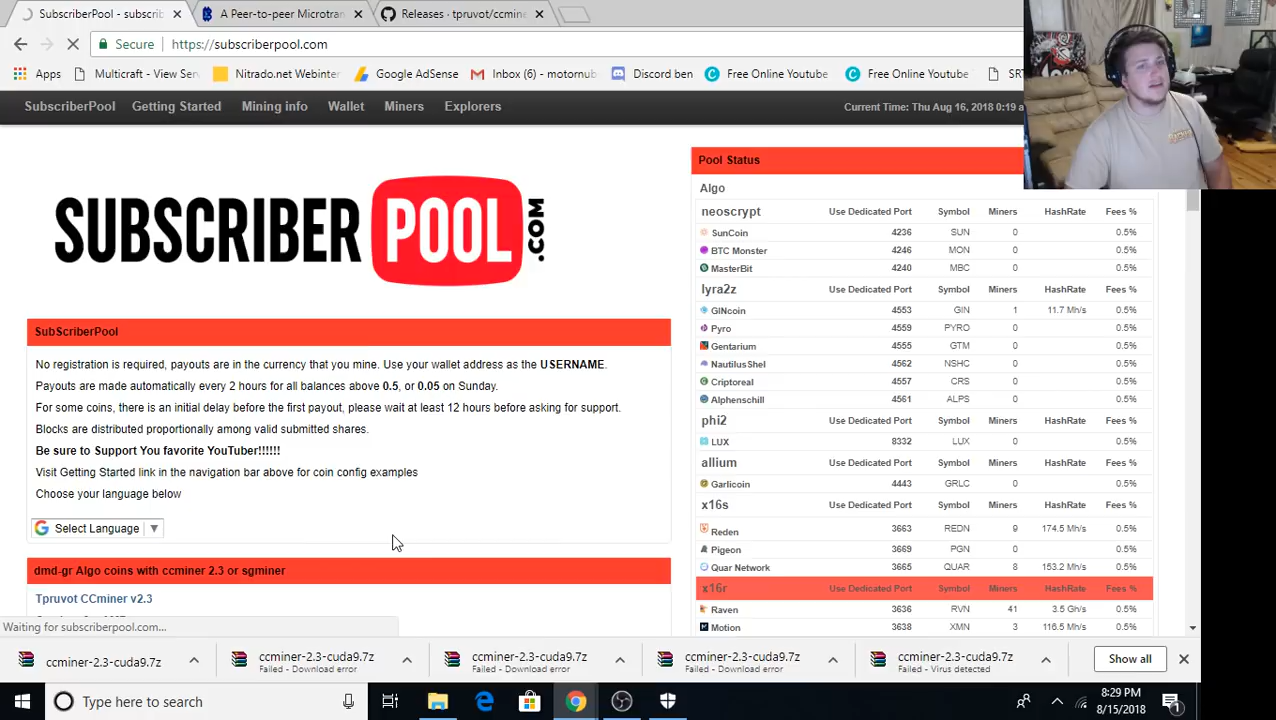 SubscriberPool - subscrib
A Peer-to-peer Microtran
Releases · tpruvot/ccmine
Secure
https://subscriberpool.com
Apps
Multicraft - View Serv
Nitrado.net Webinter
Google AdSense
Inbox (6) - motornub
Discord ben
Free Online Youtube
Free Online Youtube
SRT
SubscriberPool Getting Started Mining info Wallet Miners Explorers
Current Time: Thu Aug 16, 2018 0:19 a
SUBSCRIBER POOL .COM
SubScriberPool
No registration is required, payouts are in the currency that you mine. Use your wallet address as the USERNAME.
Payouts are made automatically every 2 hours for all balances above 0.5, or 0.05 on Sunday.
For some coins, there is an initial delay before the first payout, please wait at least 12 hours before asking for support.
Blocks are distributed proportionally among valid submitted shares.
Be sure to Support You favorite YouTuber!!!!!!
Visit Getting Started link in the navigation bar above for coin config examples
Choose your language below
Select Language ▼
dmd-gr Algo coins with ccminer 2.3 or sgminer
Tpruvot CCminer v2.3
Pool Status
Algo
neoscrypt Use Dedicated Port Symbol Miners HashRate Fees %
SunCoin 4236 SUN 0 0.5%
BTC Monster 4246 MON 0 0.5%
MasterBit 4240 MBC 0 0.5%
lyra2z Use Dedicated Port Symbol Miners HashRate Fees %
GINcoin 4553 GIN 1 11.7 Mh/s 0.5%
Pyro 4559 PYRO 0 0.5%
Gentarium 4555 GTM 0 0.5%
NautilusShel 4562 NSHC 0 0.5%
Criptoreal 4557 CRS 0 0.5%
Alphenschill 4561 ALPS 0 0.5%
phi2 Use Dedicated Port Symbol Miners HashRate Fees %
LUX 8332 LUX 0 0.5%
allium Use Dedicated Port Symbol Miners HashRate Fees %
Garlicoin 4443 GRLC 0 0.5%
x16s Use Dedicated Port Symbol Miners HashRate Fees %
Reden 3663 REDN 9 174.5 Mh/s 0.5%
Pigeon 3669 PGN 0 0.5%
Quar Network 3665 QUAR 8 153.2 Mh/s 0.5%
x16r Use Dedicated Port Symbol Miners HashRate Fees %
Raven 3636 RVN 41 3.5 Gh/s 0.5%
Motion 3638 XMN 3 116.5 Mh/s 0.5%
Waiting for subscriberpool.com...
ccminer-2.3-cuda9.7z
ccminer-2.3-cuda9.7z
Failed - Download error
ccminer-2.3-cuda9.7z
Failed - Download error
ccminer-2.3-cuda9.7z
Failed - Download error
ccminer-2.3-cuda9.7z
Failed - Virus detected
Show all
Type here to search
8:29 PM
8/15/2018
1